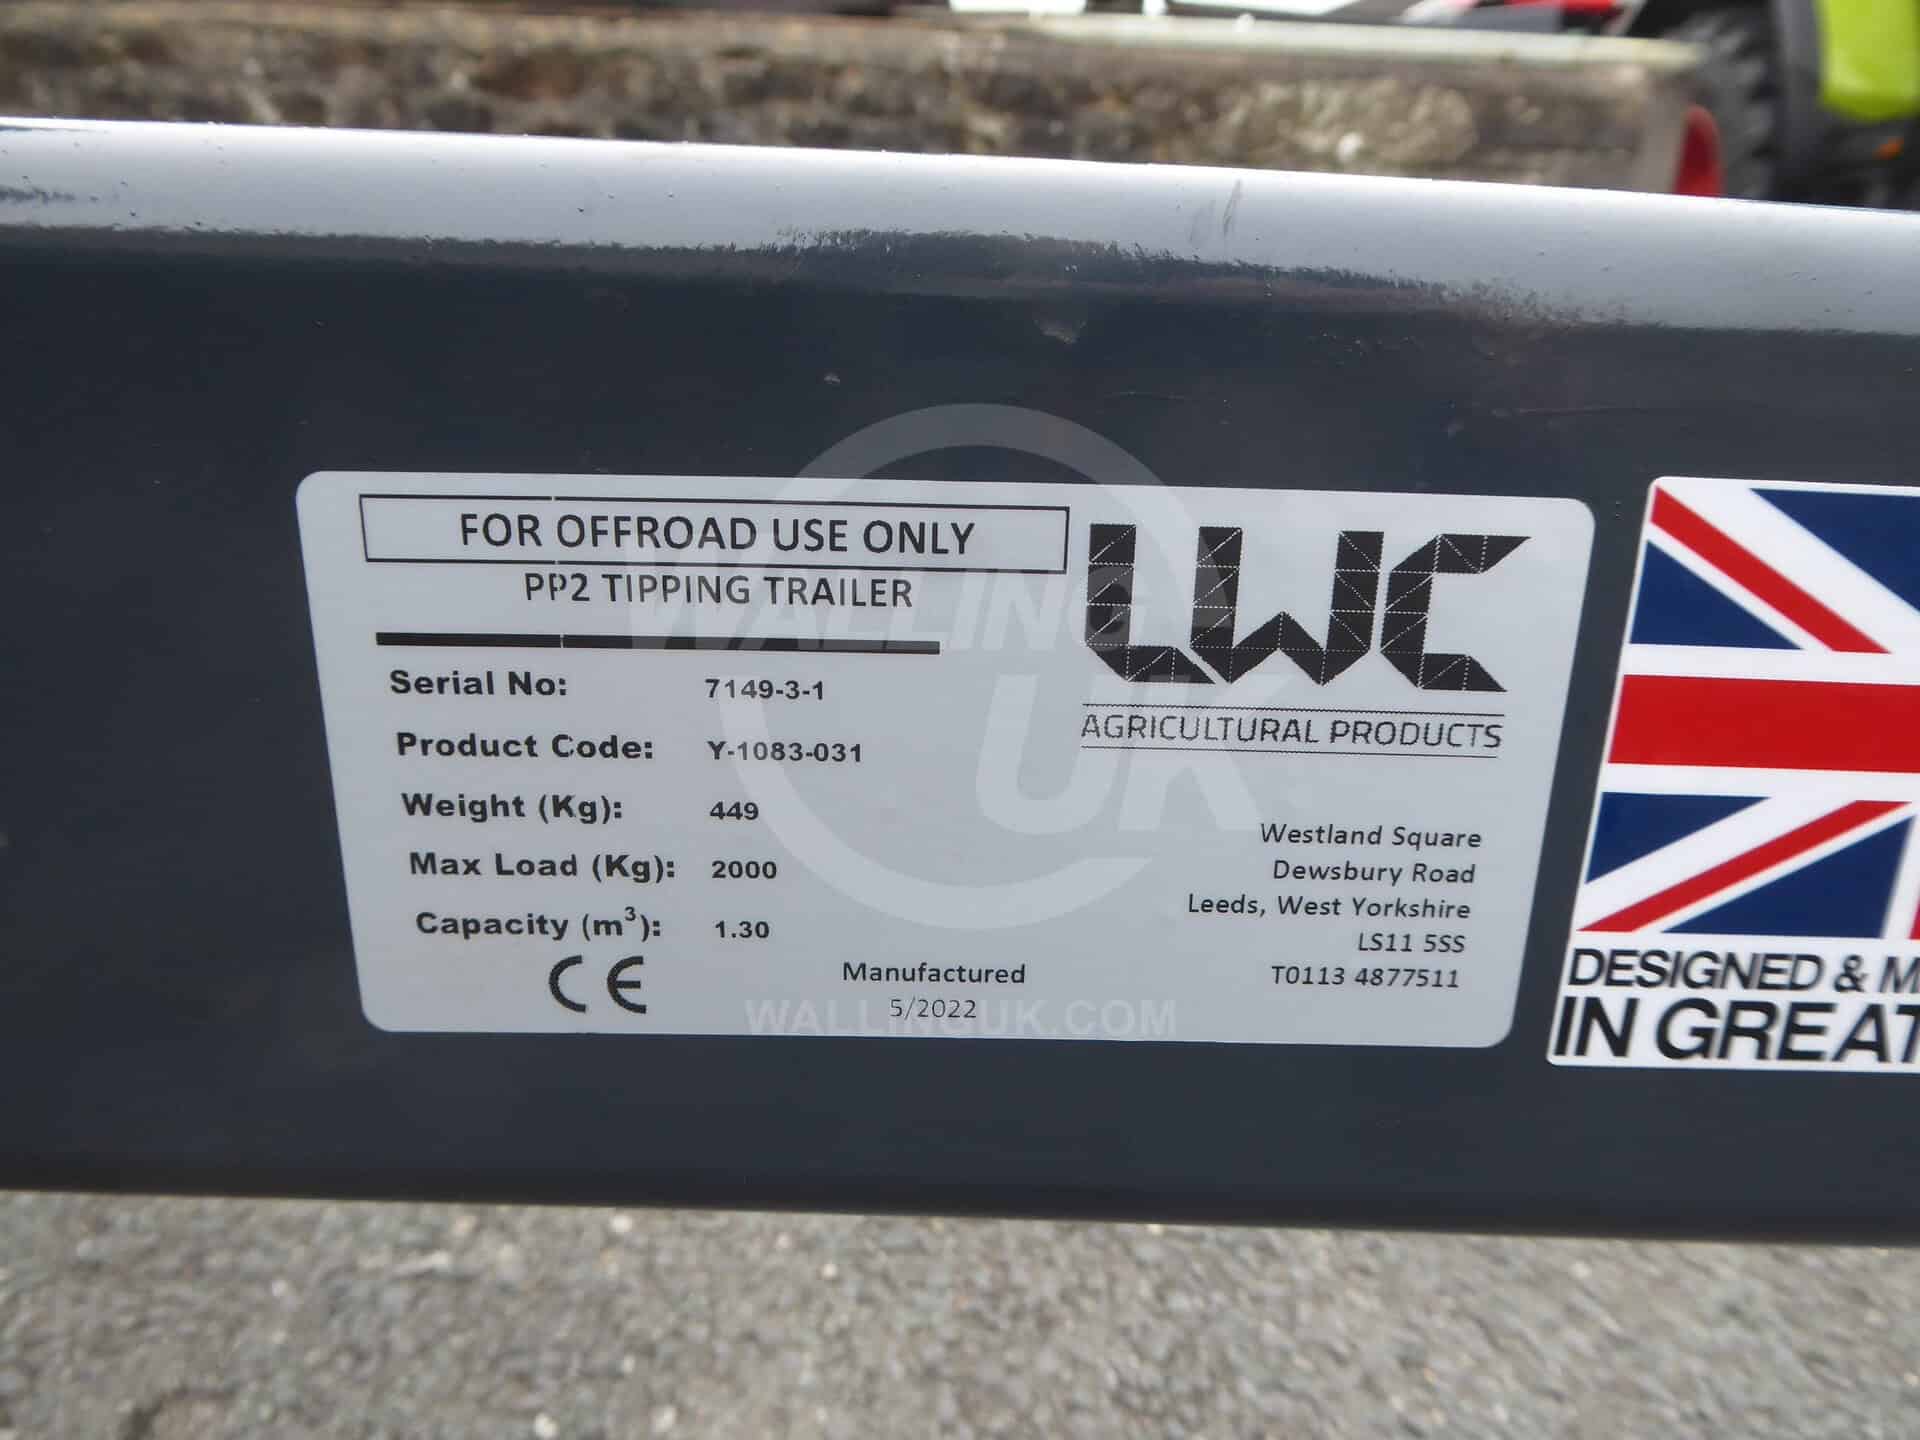 FOR OFFROAD USE ONLY
PP2 TIPPING TRAILER
Serial No: 7149-3-1
Product Code: Y-1083-031
Weight (Kg): 449
Max Load (Kg): 2000
Capacity (m³): 1.30
CE
Manufactured
5/2022
LWC
AGRICULTURAL PRODUCTS
Westland Square
Dewsbury Road
Leeds, West Yorkshire
LS11 5SS
T0113 4877511
DESIGNED & M
IN GREAT
WALLING
UK
WALLINGUK.COM